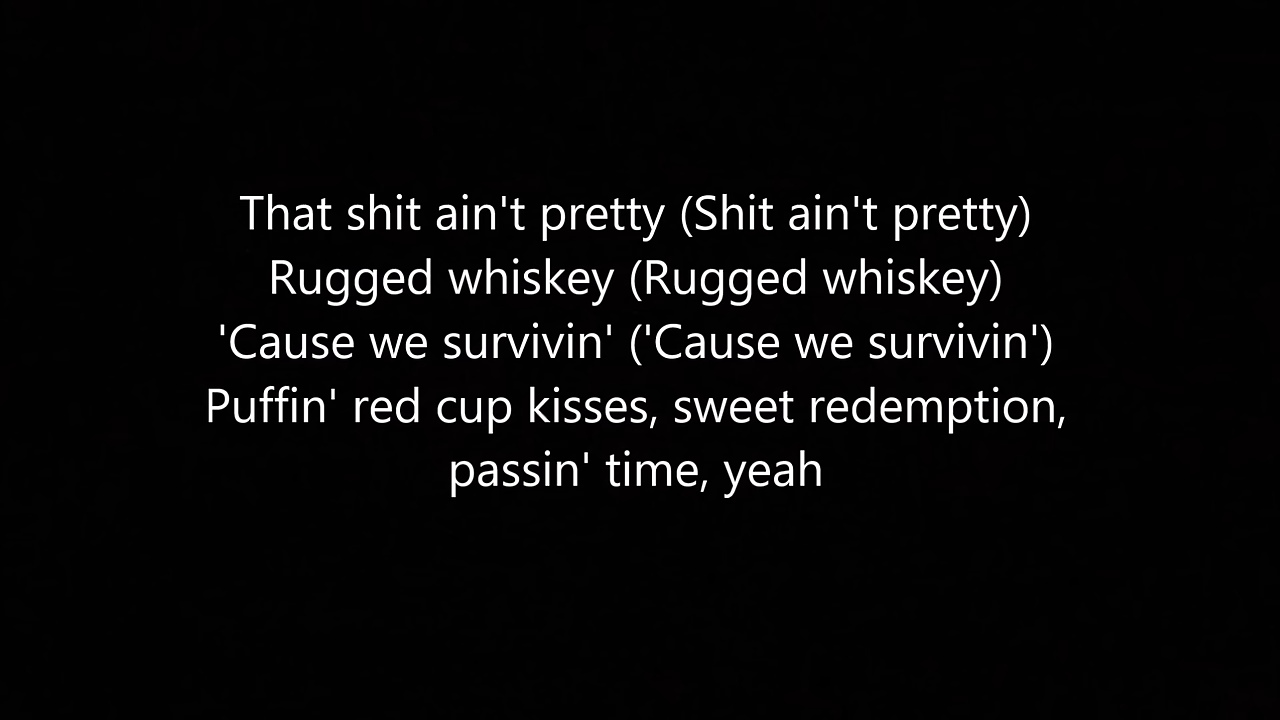 That shit ain't pretty (Shit ain't pretty)
Rugged whiskey (Rugged whiskey)
'Cause we survivin' ('Cause we survivin')
Puffin' red cup kisses, sweet redemption,
passin' time, yeah